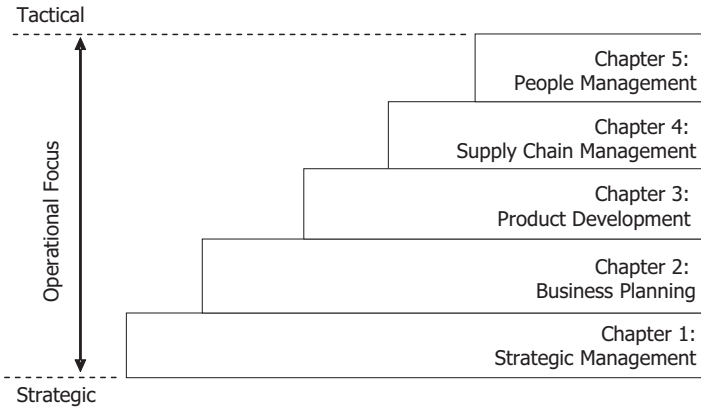 Tactical
Chapter 5:
People Management
Chapter 4:
Supply Chain Management
Operational Focus
Chapter 3:
Product Development
Chapter 2:
Business Planning
Chapter 1:
Strategic Management
Strategic